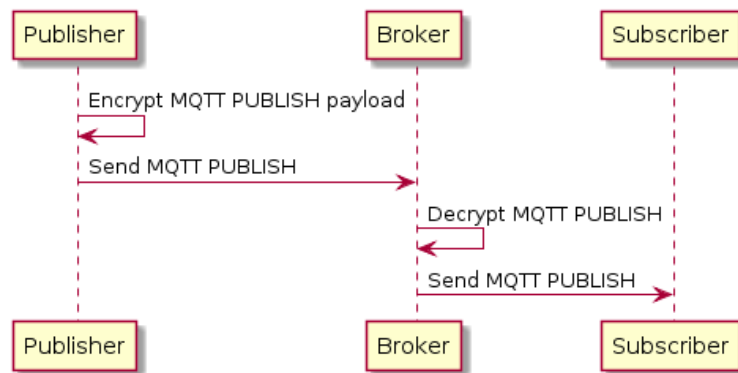 Publisher
Broker
Subscriber
Encrypt MQTT PUBLISH payload
Send MQTT PUBLISH
Decrypt MQTT PUBLISH
Send MQTT PUBLISH
Publisher
Broker
Subscriber